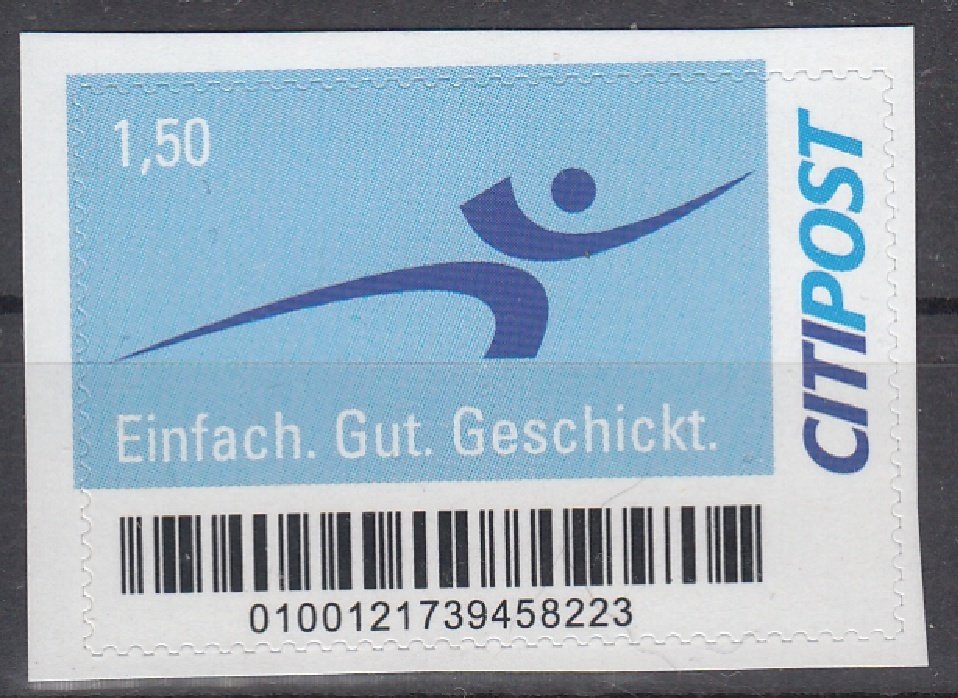 1,50
Einfach. Gut. Geschickt.
CITIPOST
0100121739458223